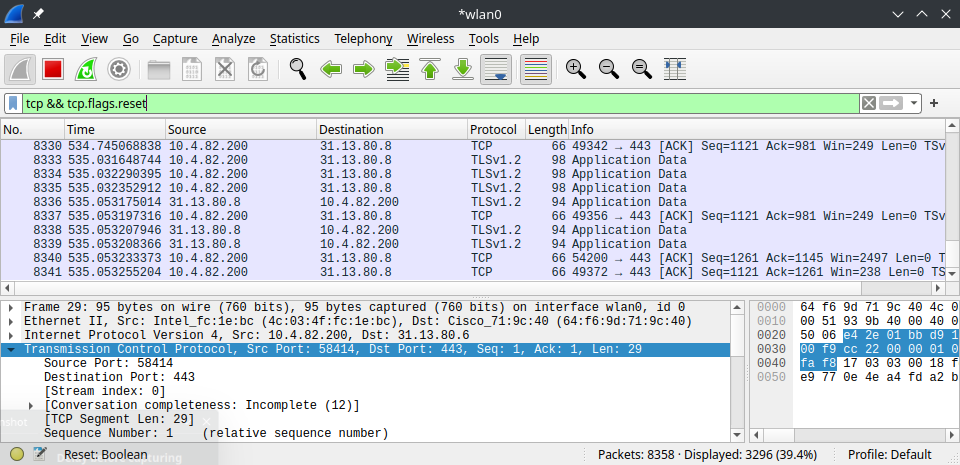 *wlan0
File Edit View Go Capture Analyze Statistics Telephony Wireless Tools Help
tcp && tcp.flags.reset
No. Time Source Destination Protocol Length Info
8330 534.745068838 10.4.82.200 31.13.80.8 TCP 66 49342 → 443 [ACK] Seq=1121 Ack=981 Win=249 Len=0 TSv
8333 535.031648744 10.4.82.200 31.13.80.8 TLSv1.2 98 Application Data
8334 535.032290395 10.4.82.200 31.13.80.8 TLSv1.2 98 Application Data
8335 535.032352912 10.4.82.200 31.13.80.8 TLSv1.2 98 Application Data
8336 535.053175014 31.13.80.8 10.4.82.200 TLSv1.2 94 Application Data
8337 535.053197316 10.4.82.200 31.13.80.8 TCP 66 49356 → 443 [ACK] Seq=1121 Ack=981 Win=249 Len=0 TSv
8338 535.053207946 31.13.80.8 10.4.82.200 TLSv1.2 94 Application Data
8339 535.053208366 31.13.80.8 10.4.82.200 TLSv1.2 94 Application Data
8340 535.053233373 10.4.82.200 31.13.80.8 TCP 66 54200 → 443 [ACK] Seq=1261 Ack=1145 Win=2497 Len=0 T
8341 535.053255204 10.4.82.200 31.13.80.8 TCP 66 49372 → 443 [ACK] Seq=1121 Ack=1261 Win=238 Len=0 TS
Frame 29: 95 bytes on wire (760 bits), 95 bytes captured (760 bits) on interface wlan0, id 0
Ethernet II, Src: Intel_fc:1e:bc (4c:03:4f:fc:1e:bc), Dst: Cisco_71:9c:40 (64:f6:9d:71:9c:40)
Internet Protocol Version 4, Src: 10.4.82.200, Dst: 31.13.80.6
Transmission Control Protocol, Src Port: 58414, Dst Port: 443, Seq: 1, Ack: 1, Len: 29
Source Port: 58414
Destination Port: 443
[Stream index: 0]
[Conversation completeness: Incomplete (12)]
[TCP Segment Len: 29]
Sequence Number: 1 (relative sequence number)
0000 64 f6 9d 71 9c 40 4c 0
0010 00 51 93 9b 40 00 40 0
0020 50 06 e4 2e 01 bb d9 1
0030 00 f9 cc 22 00 00 01 0
0040 fa f8 17 03 03 00 18 f
0050 e9 77 0e 4e a4 fd a2 b
Reset: Boolean
Packets: 8358 · Displayed: 3296 (39.4%)
Profile: Default